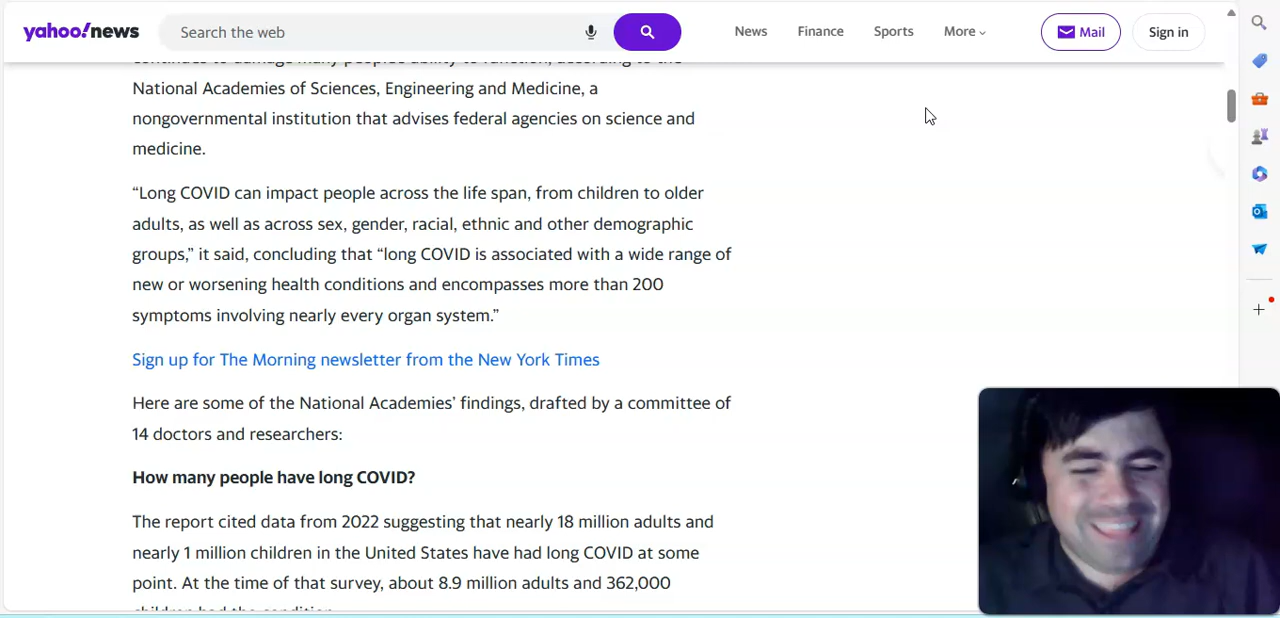 yahoo!news
Search the web
News
Finance
Sports
More
Mail
Sign in
continues to damage many people's ability to function, according to the
National Academies of Sciences, Engineering and Medicine, a
nongovernmental institution that advises federal agencies on science and
medicine.
“Long COVID can impact people across the life span, from children to older
adults, as well as across sex, gender, racial, ethnic and other demographic
groups,” it said, concluding that “long COVID is associated with a wide range of
new or worsening health conditions and encompasses more than 200
symptoms involving nearly every organ system.”
Sign up for The Morning newsletter from the New York Times
Here are some of the National Academies’ findings, drafted by a committee of
14 doctors and researchers:
How many people have long COVID?
The report cited data from 2022 suggesting that nearly 18 million adults and
nearly 1 million children in the United States have had long COVID at some
point. At the time of that survey, about 8.9 million adults and 362,000
children had the condition.